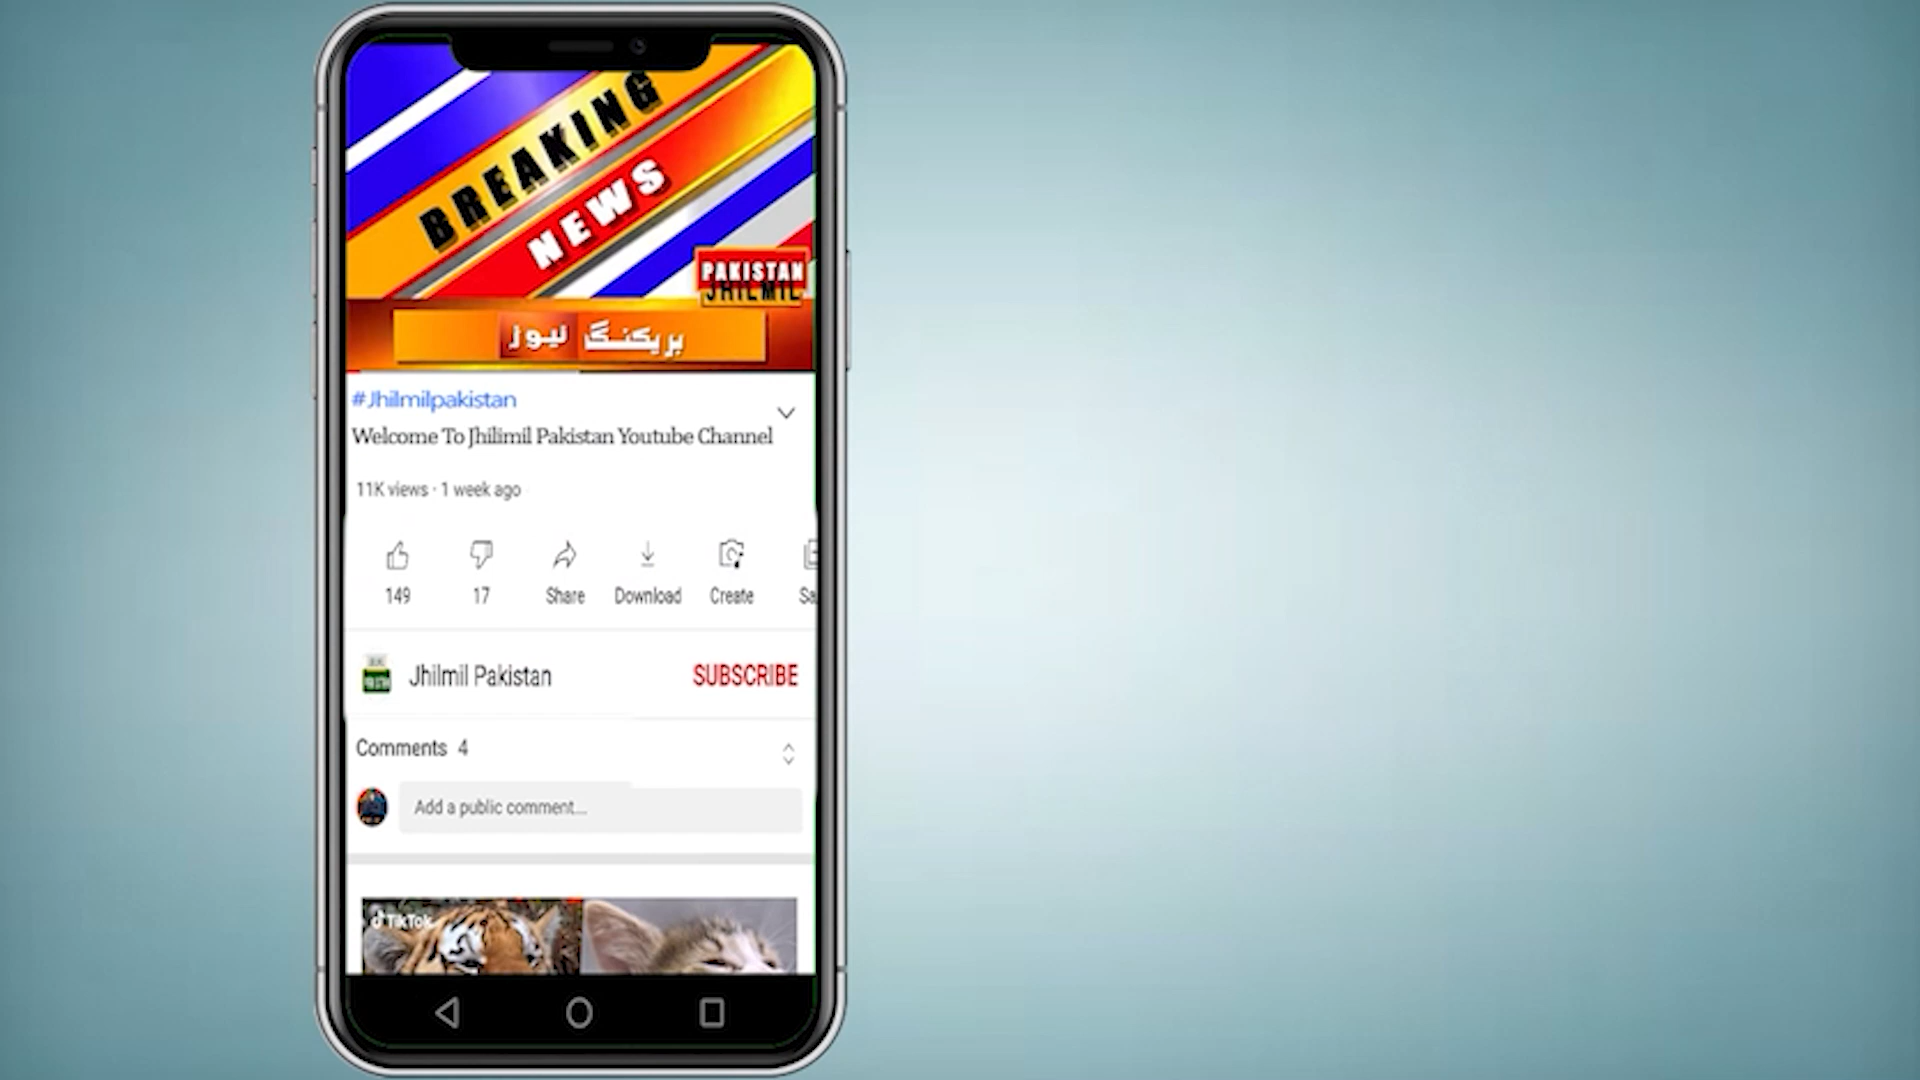 BREAKING
NEWS
PAKISTAN
JHILMIL
بریکنگ نیوز
#Jhilmilpakistan
Welcome To Jhilimil Pakistan Youtube Channel
11K views · 1 week ago
149
17
Share
Download
Create
Sa
Jhilmil Pakistan
SUBSCRIBE
Comments 4
Add a public comment...
TikTok